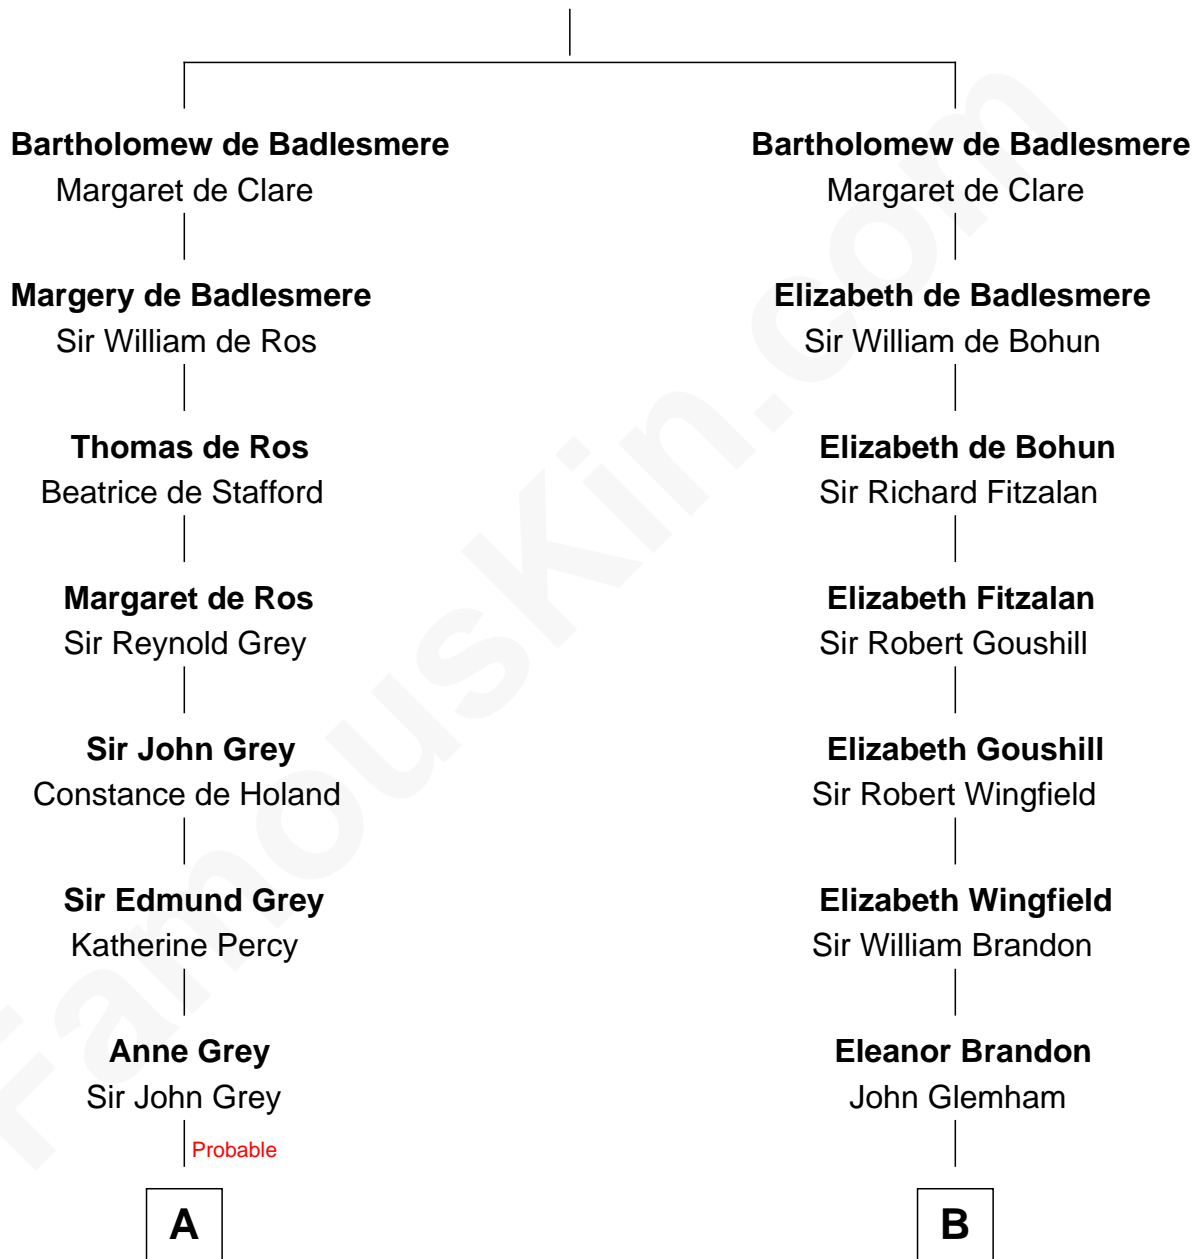 Bartholomew de Badlesmere
Margaret de Clare
Margery de Badlesmere
Sir William de Ros
Thomas de Ros
Beatrice de Stafford
Margaret de Ros
Sir Reynold Grey
Sir John Grey
Constance de Holand
Sir Edmund Grey
Katherine Percy
Anne Grey
Sir John Grey
Probable
A
Bartholomew de Badlesmere
Margaret de Clare
Elizabeth de Badlesmere
Sir William de Bohun
Elizabeth de Bohun
Sir Richard Fitzalan
Elizabeth Fitzalan
Sir Robert Goushill
Elizabeth Goushill
Sir Robert Wingfield
Elizabeth Wingfield
Sir William Brandon
Eleanor Brandon
John Glemham
B
FamousKin.com